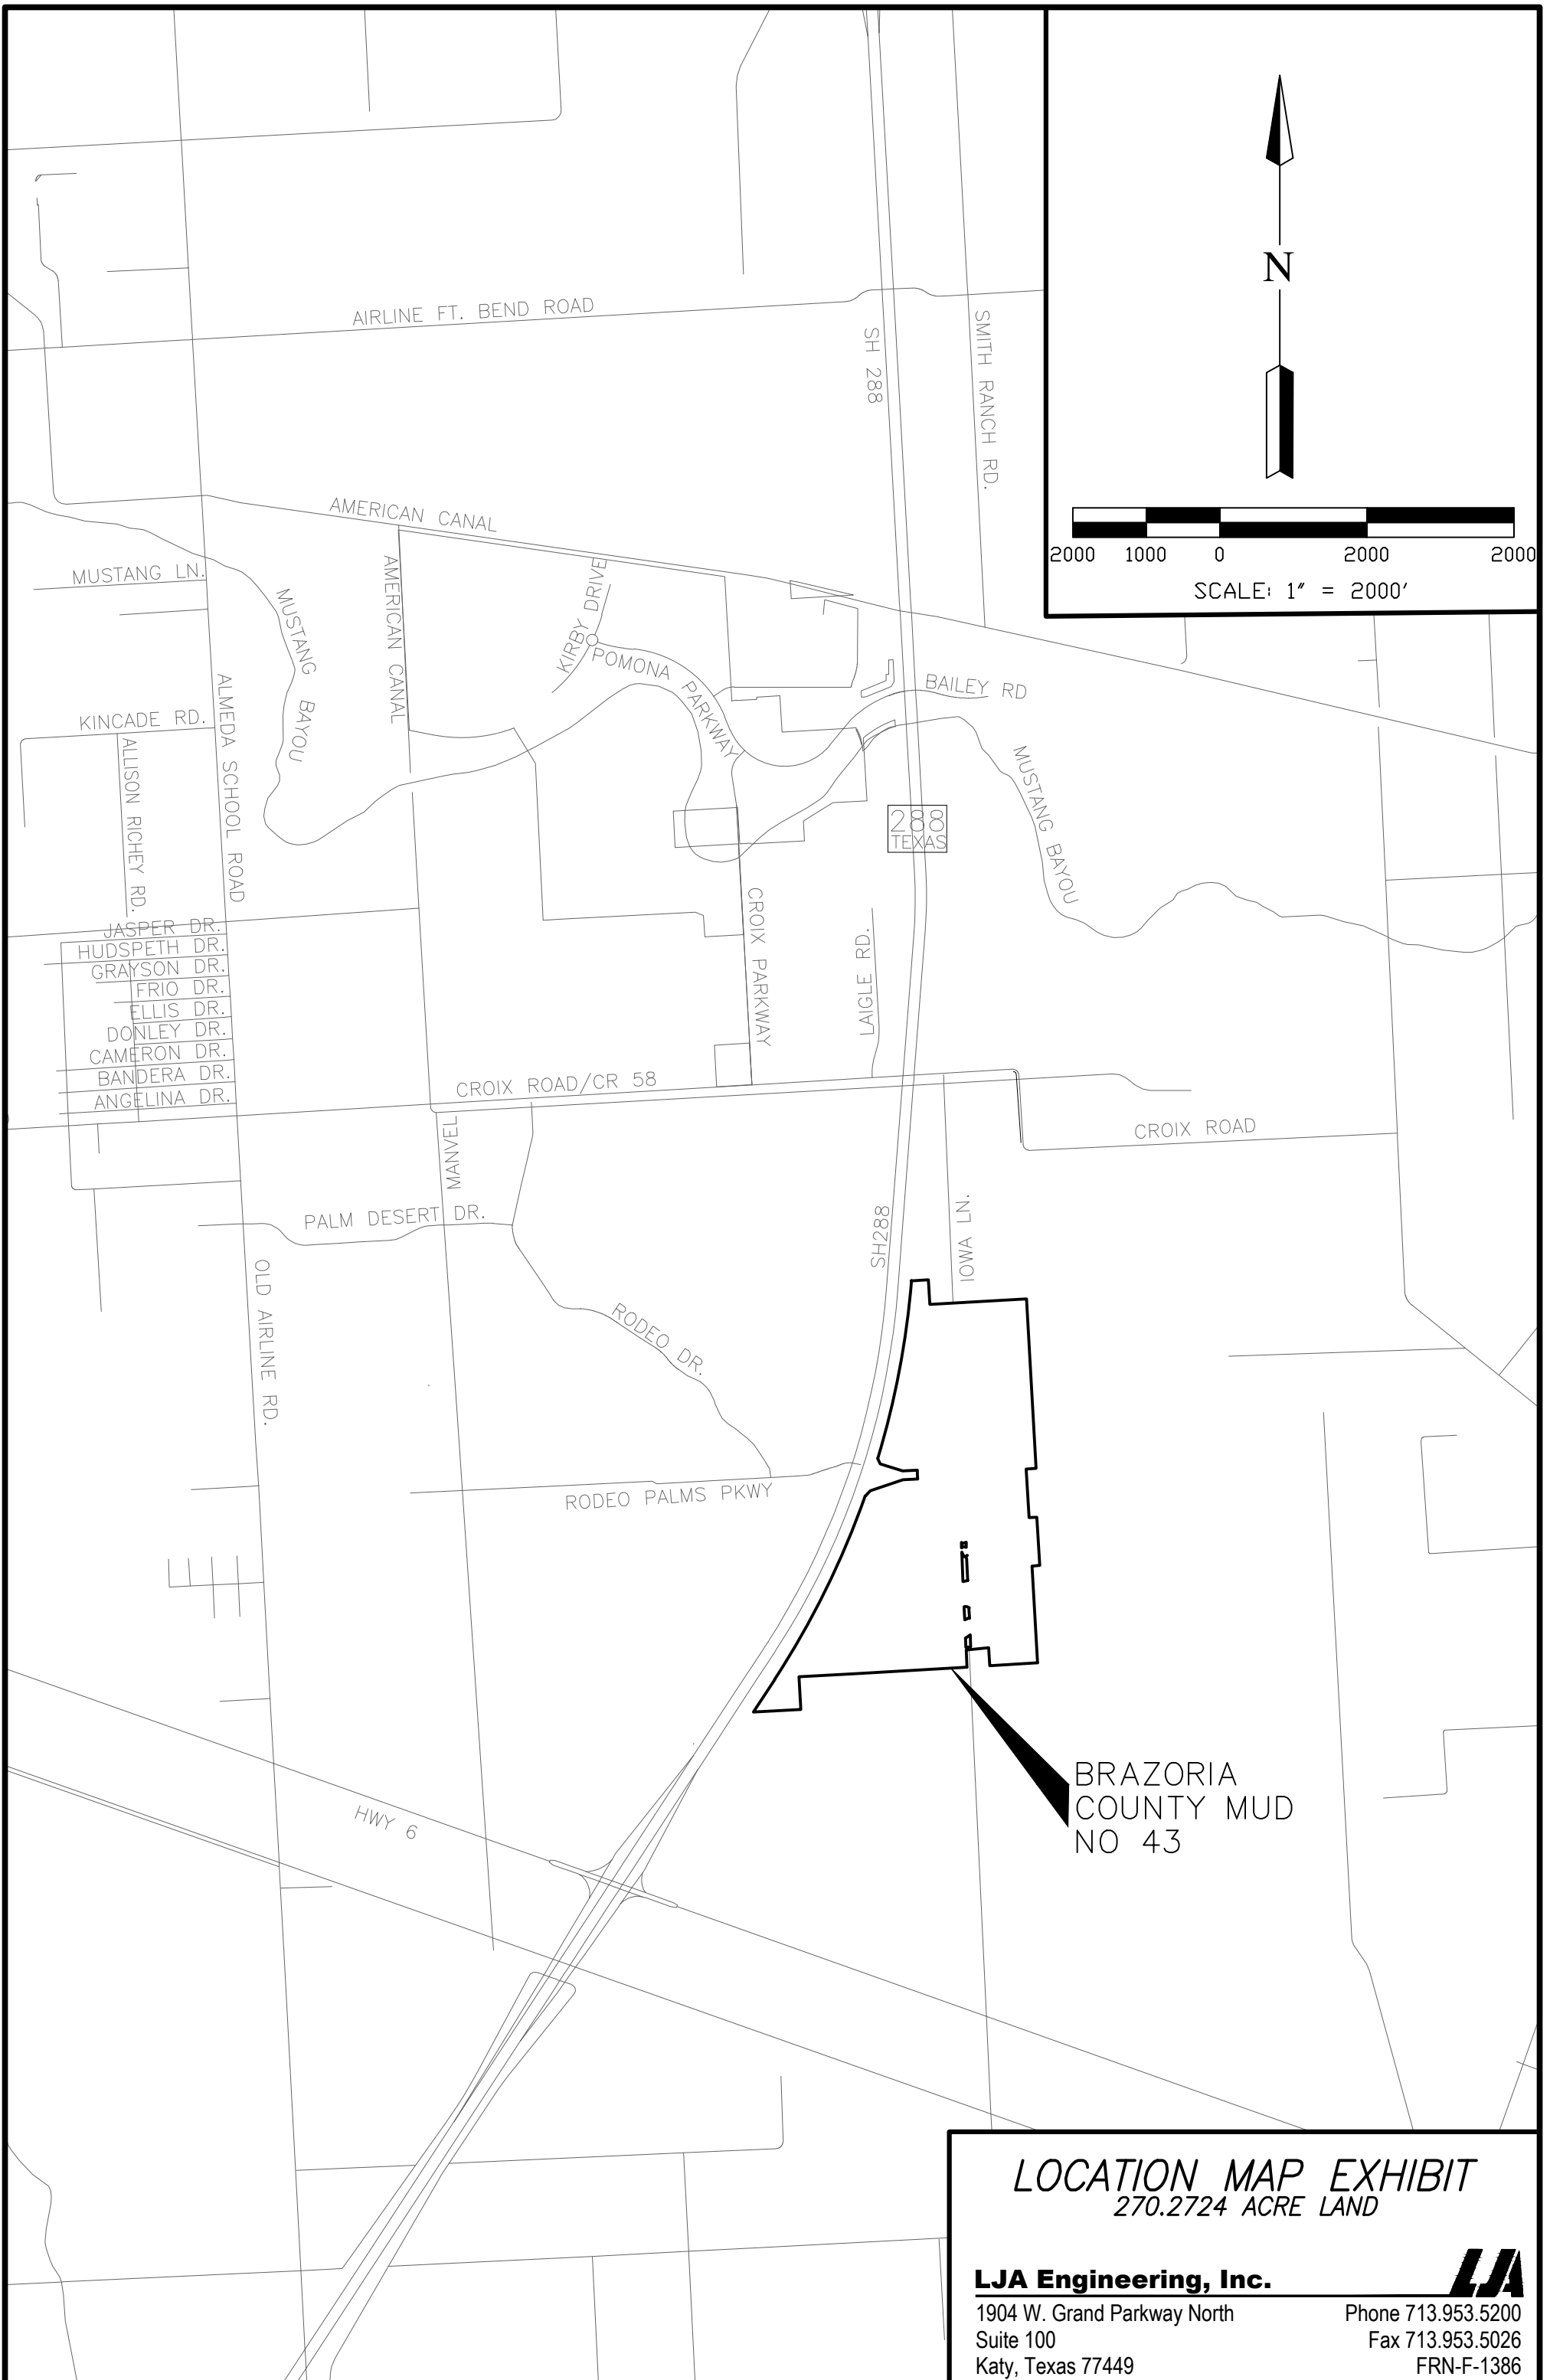 AIRLINE FT. BEND ROAD
SH 288
SMITH RANCH RD.
N
2000 1000 0 2000 2000
SCALE: 1" = 2000'
AMERICAN CANAL
MUSTANG LN.
MUSTANG BAYOU
AMERICAN CANAL
KIRBY DRIVE
POMONA PARKWAY
BAILEY RD
ALMEDA SCHOOL ROAD
KINCADE RD.
ALLISON RICHEY RD.
MUSTANG BAYOU
288
TEXAS
CROIX PARKWAY
LAIGLE RD.
JASPER DR.
HUDSPETH DR.
GRAYSON DR.
FRIO DR.
ELLIS DR.
DONLEY DR.
CAMERON DR.
BANDERA DR.
ANGELINA DR.
CROIX ROAD/CR 58
CROIX ROAD
MANVEL
PALM DESERT DR.
SH288
IOWA LN.
OLD AIRLINE RD.
RODEO DR.
RODEO PALMS PKWY
BRAZORIA
COUNTY MUD
NO 43
HWY 6
LOCATION MAP EXHIBIT
270.2724 ACRE LAND
LJA Engineering, Inc.
LJA
1904 W. Grand Parkway North
Phone 713.953.5200
Suite 100
Fax 713.953.5026
Katy, Texas 77449
FRN-F-1386